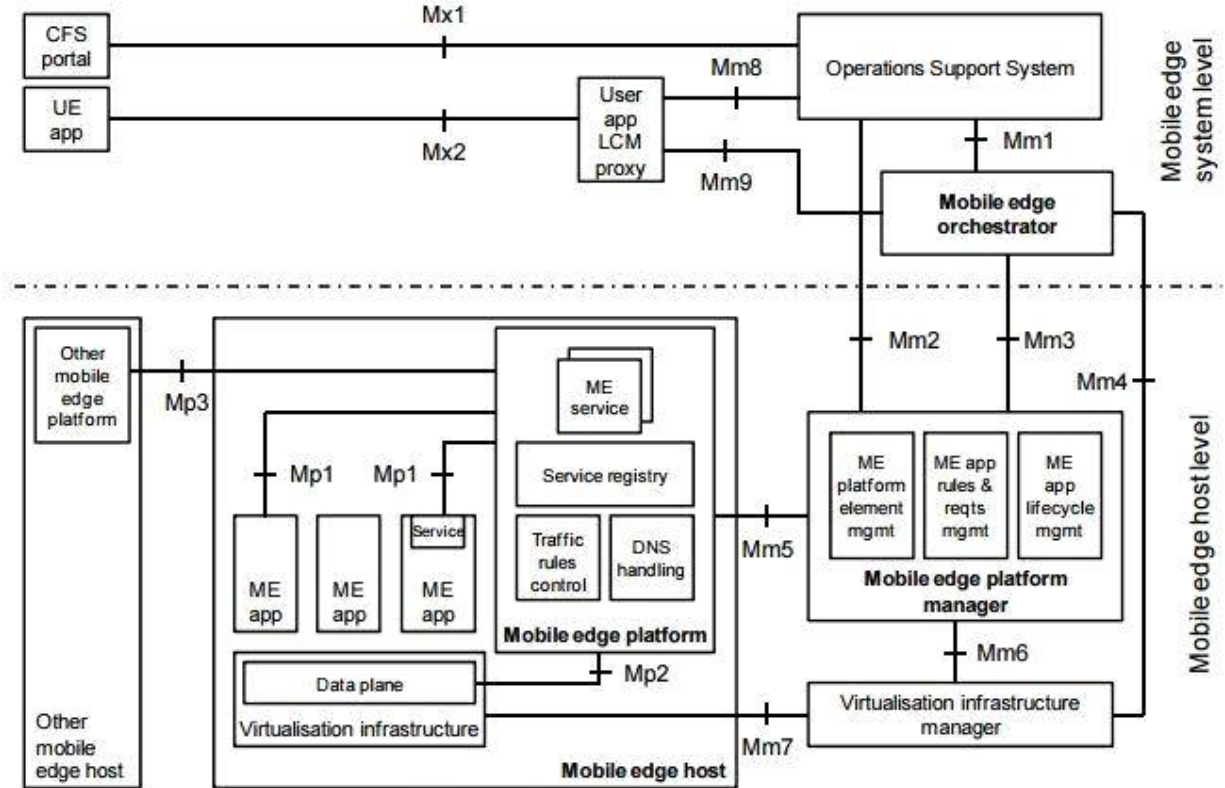 Mx1
CFS
portal
Operations Support System
Mm8
UE
app
User
app
LCM
proxy
Mx2
Mm9
Mm1
Mobile edge
orchestrator
Mobile edge
system level
Other
mobile
edge
platform
Mp3
ME
service
Mm2
Mm3
Mm4
Mp1
Mp1
Service registry
ME
platform
element
mgmt
ME app
rules &
reqts
mgmt
ME
app
lifecycle
mgmt
Service
ME
app
ME
app
ME
app
Traffic
rules
control
DNS
handling
Mm5
Mobile edge platform
manager
Mobile edge platform
Mobile edge host level
Mp2
Mm6
Data plane
Virtualisation infrastructure
Virtualisation infrastructure
manager
Mm7
Other
mobile
edge host
Mobile edge host